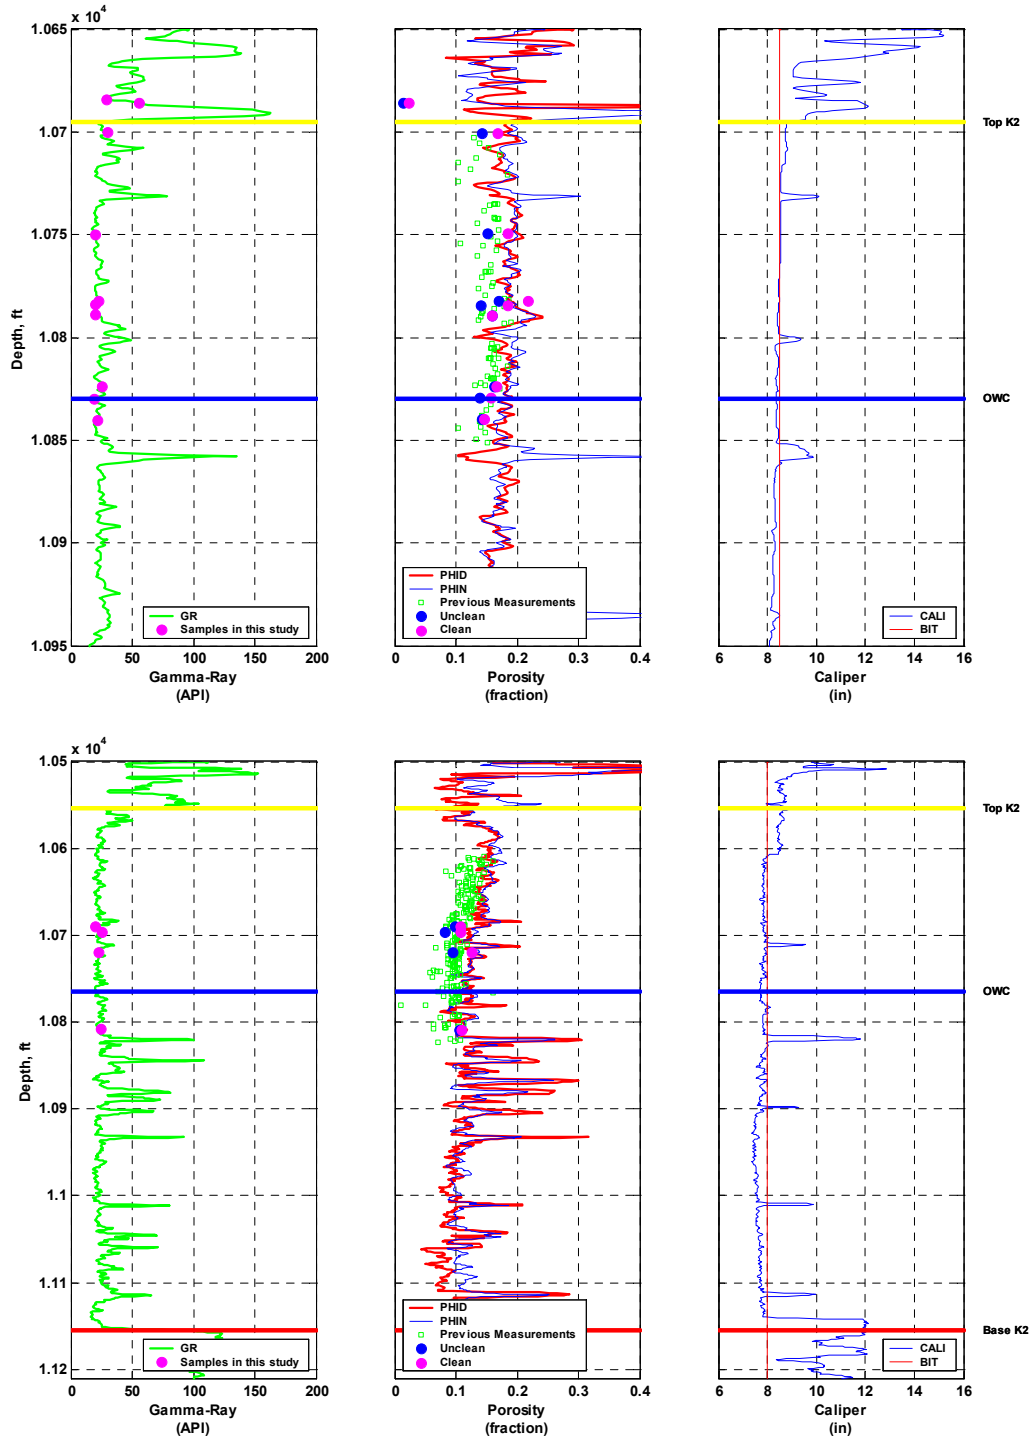 x 10⁴
1.065
1.07
1.075
1.08
1.085
1.09
1.095
Depth, ft
0 50 100 150 200
Gamma-Ray
(API)
GR
Samples in this study
0 0.1 0.2 0.3 0.4
Porosity
(fraction)
PHID
PHIN
Previous Measurements
Unclean
Clean
6 8 10 12 14 16
Caliper
(in)
CALI
BIT
Top K2
OWC
x 10⁴
1.05
1.06
1.07
1.08
1.09
1.1
1.11
1.12
Depth, ft
0 50 100 150 200
Gamma-Ray
(API)
GR
Samples in this study
0 0.1 0.2 0.3 0.4
Porosity
(fraction)
PHID
PHIN
Previous Measurements
Unclean
Clean
6 8 10 12 14 16
Caliper
(in)
CALI
BIT
Top K2
OWC
Base K2